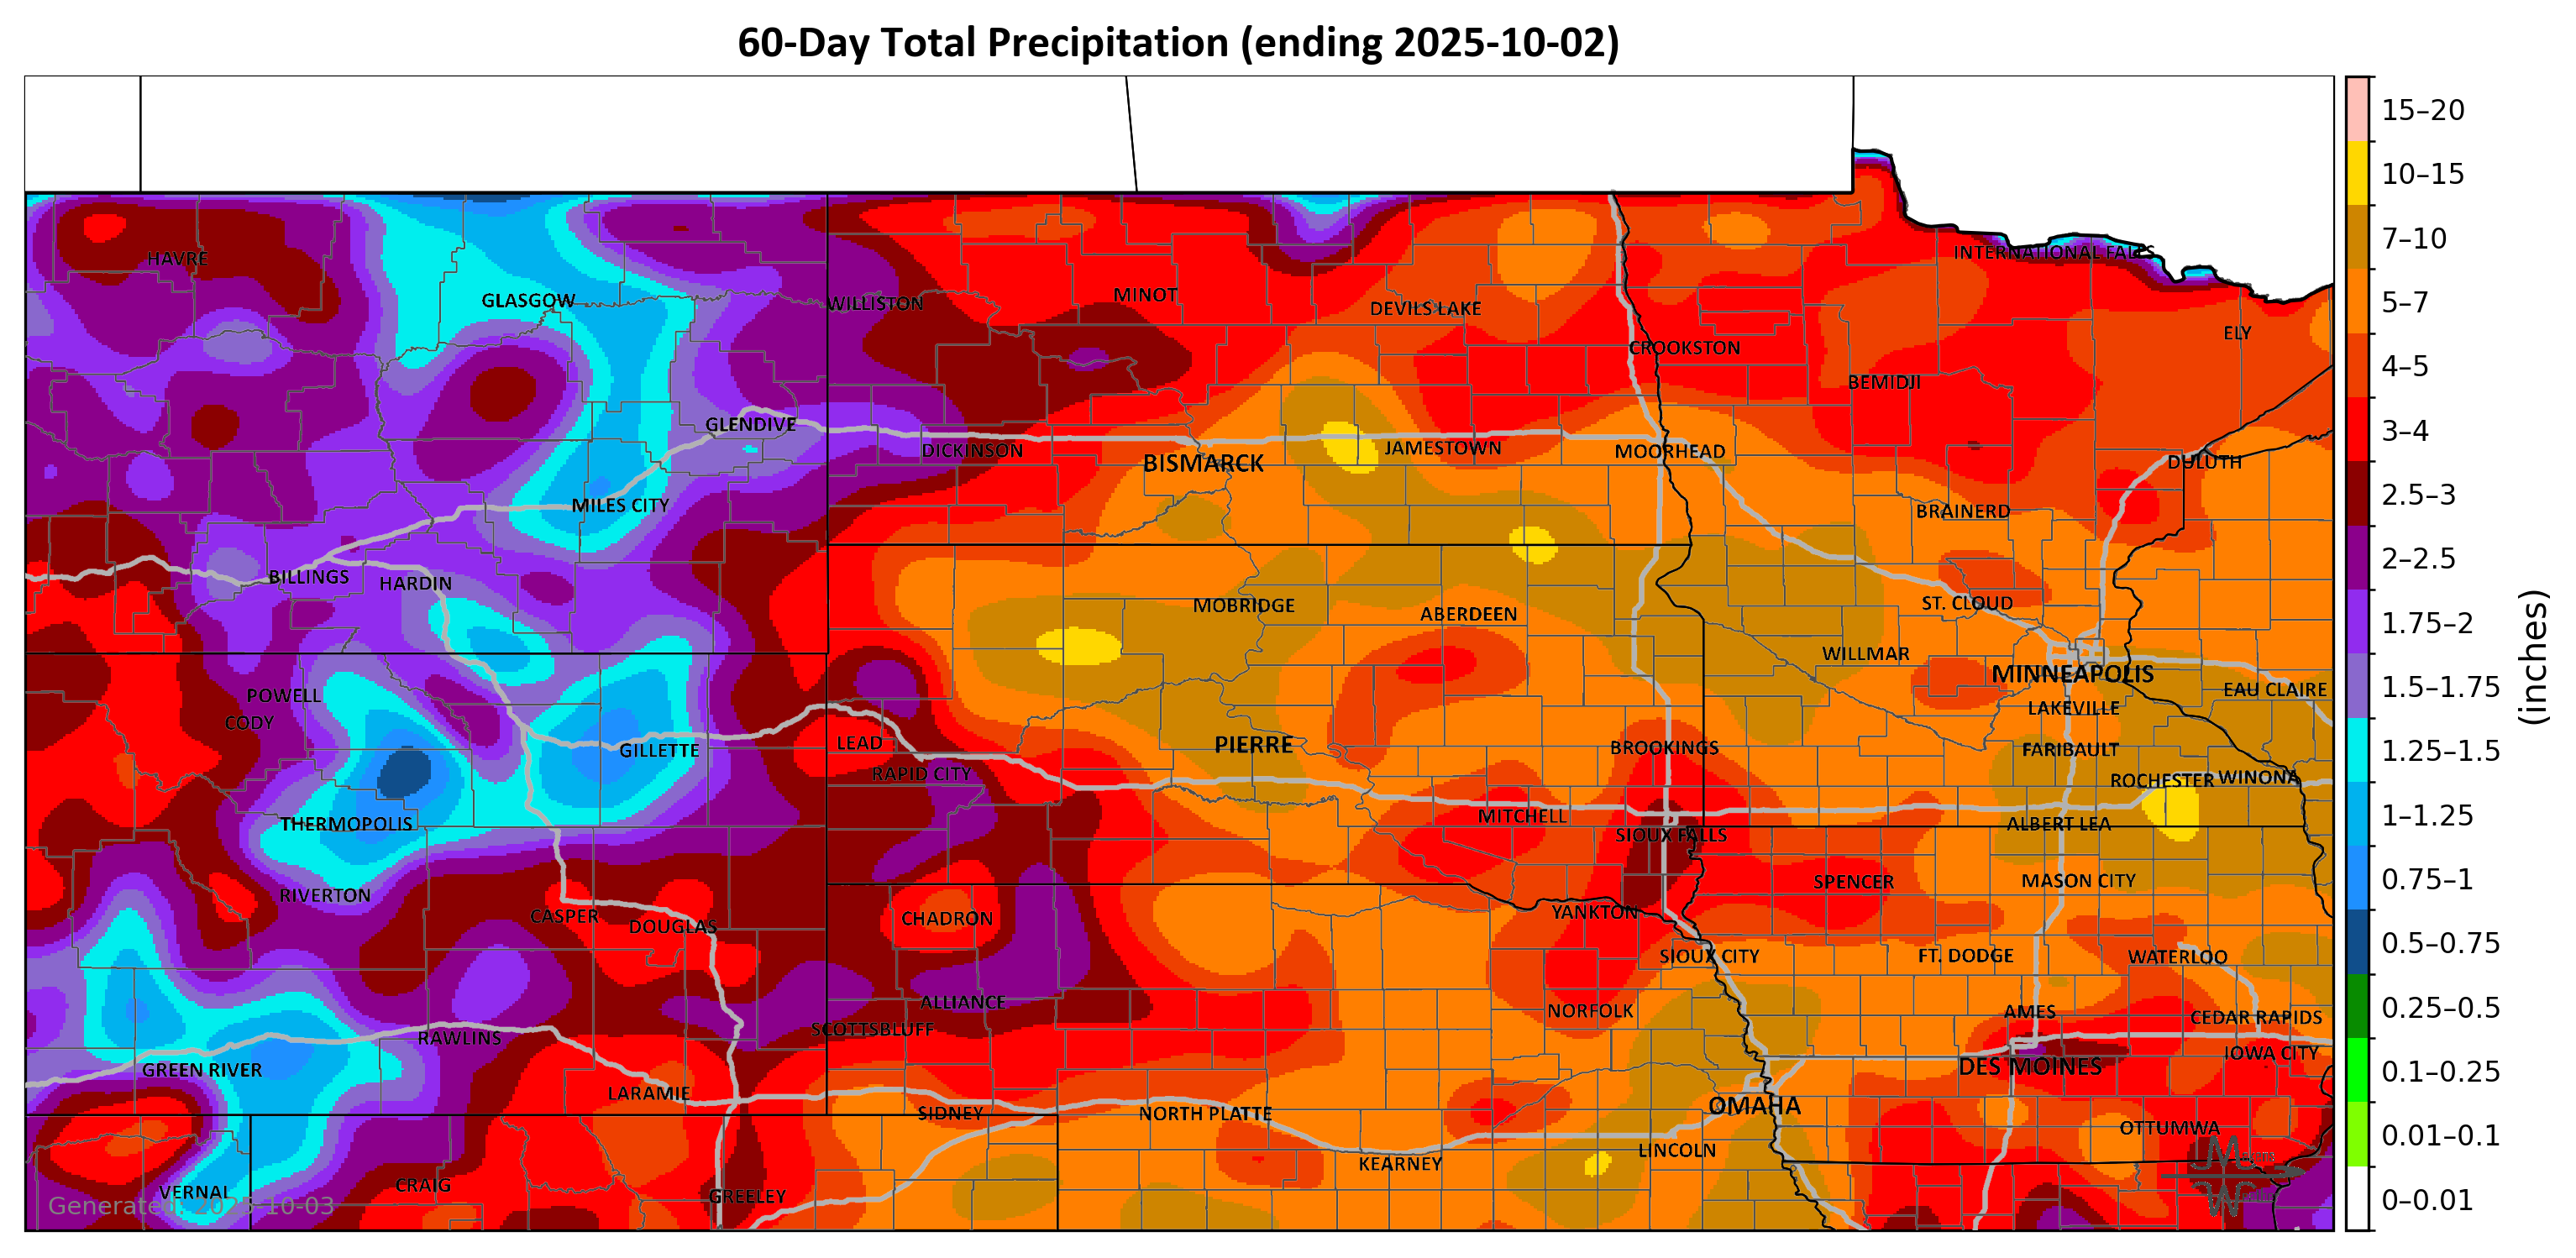 60-Day Total Precipitation (ending 2025-10-02)
15–20
10–15
7–10
5–7
4–5
3–4
2.5–3
2–2.5
1.75–2
1.5–1.75
1.25–1.5
1–1.25
0.75–1
0.5–0.75
0.25–0.5
0.1–0.25
0.01–0.1
0–0.01
(inches)
INTERNATIONAL FALLS
HAVRE
GLASGOW
WILLISTON
MINOT
DEVILS LAKE
ELY
CROOKSTON
BEMIDJI
GLENDIVE
DICKINSON
BISMARCK
JAMESTOWN
MOORHEAD
DULUTH
MILES CITY
BRAINERD
BILLINGS
HARDIN
MOBRIDGE
ABERDEEN
ST. CLOUD
WILLMAR
MINNEAPOLIS
POWELL
EAU CLAIRE
CODY
LAKEVILLE
GILLETTE
LEAD
PIERRE
BROOKINGS
FARIBAULT
RAPID CITY
ROCHESTER
WINONA
THERMOPOLIS
MITCHELL
SIOUX FALLS
ALBERT LEA
RIVERTON
SPENCER
MASON CITY
CASPER
DOUGLAS
CHADRON
YANKTON
SIOUX CITY
FT. DODGE
WATERLOO
ALLIANCE
NORFOLK
AMES
CEDAR RAPIDS
SCOTTSBLUFF
RAWLINS
GREEN RIVER
DES MOINES
IOWA CITY
LARAMIE
SIDNEY
NORTH PLATTE
OMAHA
OTTUMWA
KEARNEY
LINCOLN
VERNAL
CRAIG
GREELEY
Generated: 2025-10-03